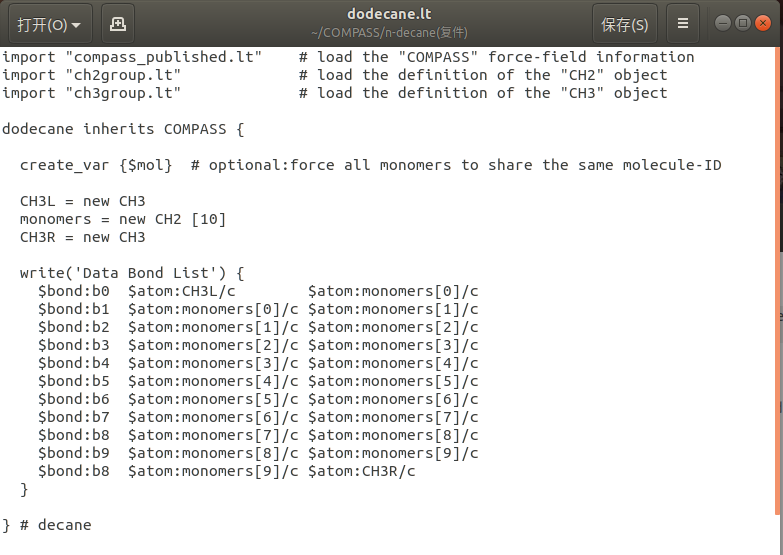 打开(O)
dodecane.lt
~/COMPASS/n-decane(复件)
保存(S)
import "compass_published.lt"    # load the "COMPASS" force-field information
import "ch2group.lt"             # load the definition of the "CH2" object
import "ch3group.lt"             # load the definition of the "CH3" object
dodecane inherits COMPASS {
  create_var {$mol}  # optional:force all monomers to share the same molecule-ID
  CH3L = new CH3
  monomers = new CH2 [10]
  CH3R = new CH3
  write('Data Bond List') {
    $bond:b0  $atom:CH3L/c        $atom:monomers[0]/c
    $bond:b1  $atom:monomers[0]/c $atom:monomers[1]/c
    $bond:b2  $atom:monomers[1]/c $atom:monomers[2]/c
    $bond:b3  $atom:monomers[2]/c $atom:monomers[3]/c
    $bond:b4  $atom:monomers[3]/c $atom:monomers[4]/c
    $bond:b5  $atom:monomers[4]/c $atom:monomers[5]/c
    $bond:b6  $atom:monomers[5]/c $atom:monomers[6]/c
    $bond:b7  $atom:monomers[6]/c $atom:monomers[7]/c
    $bond:b8  $atom:monomers[7]/c $atom:monomers[8]/c
    $bond:b9  $atom:monomers[8]/c $atom:monomers[9]/c
    $bond:b8  $atom:monomers[9]/c $atom:CH3R/c
  }
} # decane